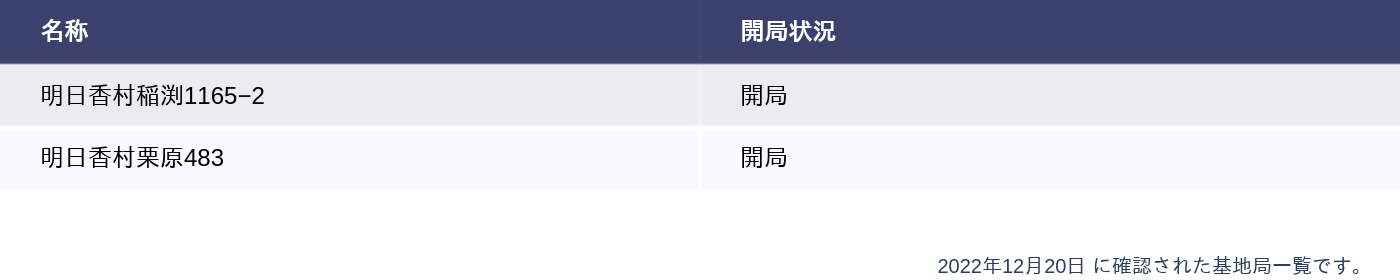 名称 開局状況
明日香村稲渕1165−2 開局
明日香村栗原483 開局
2022年12月20日 に確認された基地局一覧です。